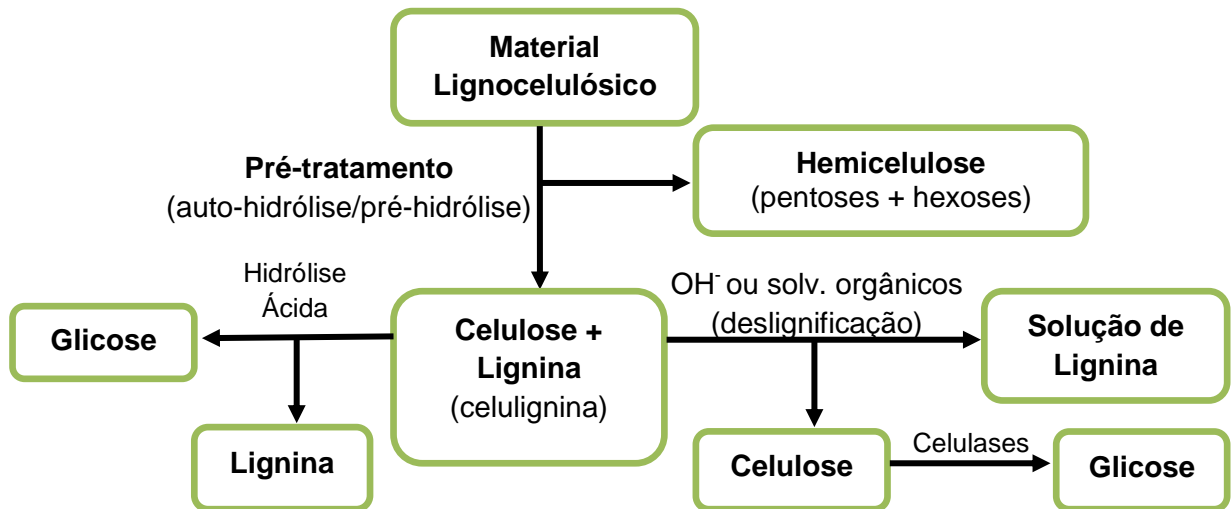 Material
Lignocelulósico
Pré-tratamento
(auto-hidrólise/pré-hidrólise)
Hemicelulose
(pentoses + hexoses)
Hidrólise
Ácida
OH⁻ ou solv. orgânicos
(deslignificação)
Glicose
Celulose +
Lignina
(celulignina)
Solução de
Lignina
Lignina
Celulose
Celulases
Glicose